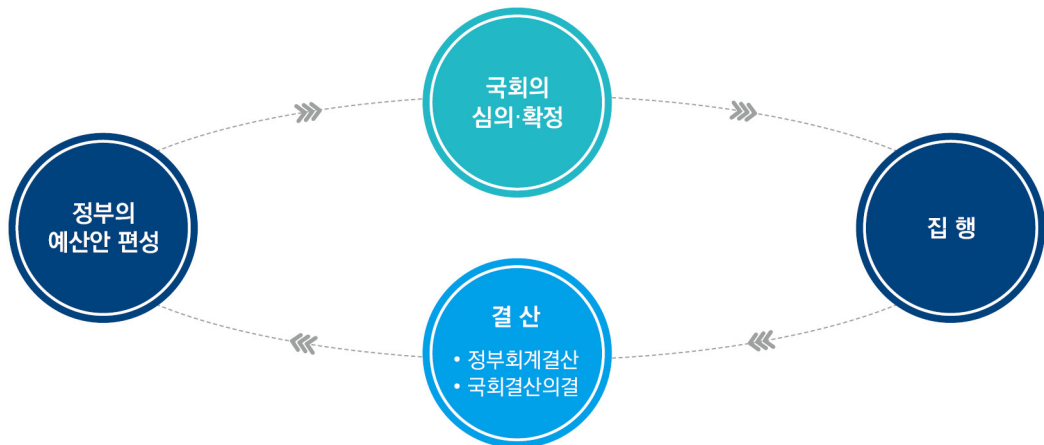 국회의
심의·확정
정부의
예산안 편성
집 행
결 산
• 정부회계결산
• 국회결산의결